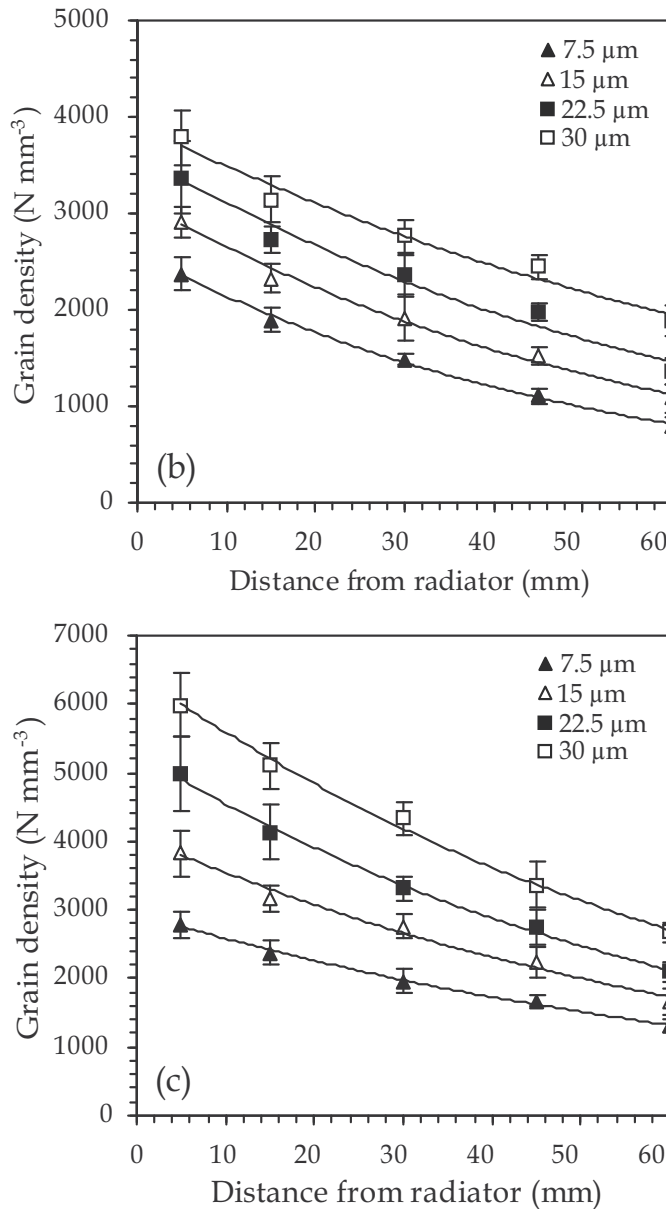 5000
4000
3000
2000
1000
0
Grain density (N mm⁻³)
▲ 7.5 µm
△ 15 µm
■ 22.5 µm
□ 30 µm
(b)
0 10 20 30 40 50 60
Distance from radiator (mm)
7000
6000
5000
4000
3000
2000
1000
0
Grain density (N mm⁻³)
▲ 7.5 µm
△ 15 µm
■ 22.5 µm
□ 30 µm
(c)
0 10 20 30 40 50 60
Distance from radiator (mm)